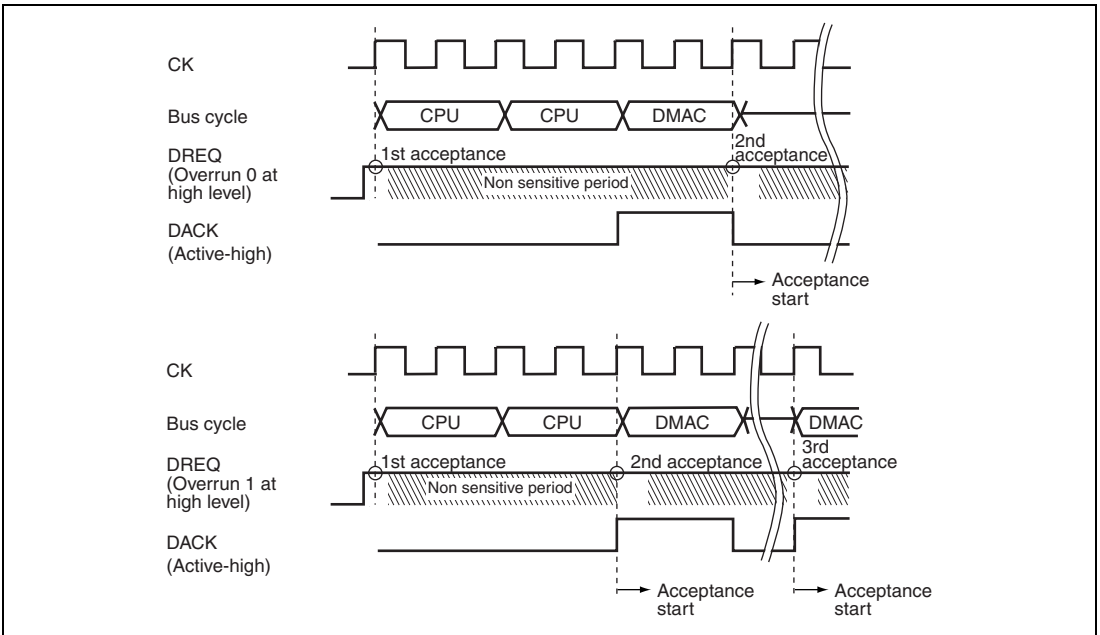 CK
Bus cycle
CPU
CPU
DMAC
DREQ
(Overrun 0 at
high level)
1st acceptance
2nd
acceptance
Non sensitive period
DACK
(Active-high)
Acceptance
start
CK
Bus cycle
CPU
CPU
DMAC
DMAC
DREQ
(Overrun 1 at
high level)
1st acceptance
2nd acceptance
3rd
acceptance
Non sensitive period
DACK
(Active-high)
Acceptance
start
Acceptance
start